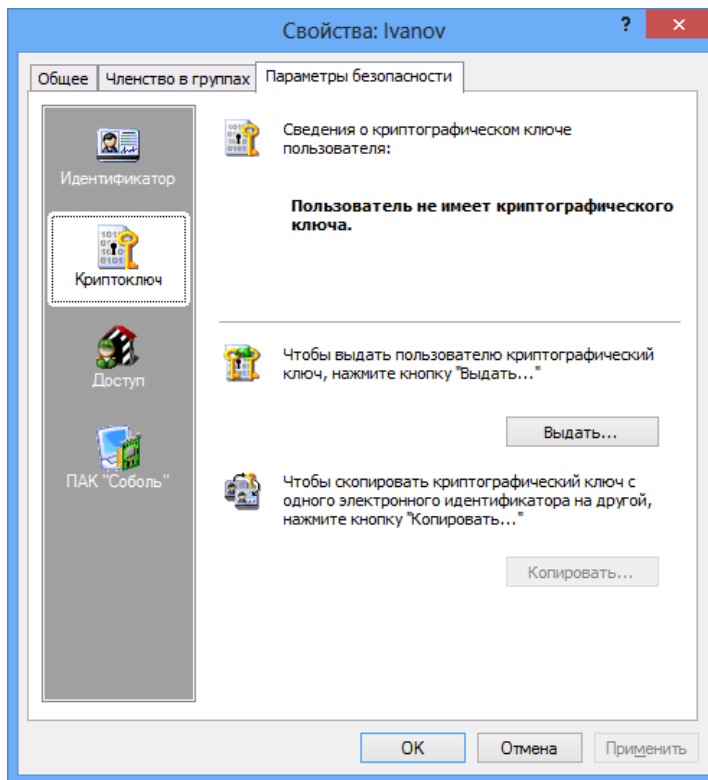 Свойства: Ivanov
?
Общее
Членство в группах
Параметры безопасности
Идентификатор
Криптоключ
Доступ
ПАК "Соболь"
Сведения о криптографическом ключе
пользователя:
Пользователь не имеет криптографического
ключа.
Чтобы выдать пользователю криптографический
ключ, нажмите кнопку "Выдать..."
Выдать...
Чтобы скопировать криптографический ключ с
одного электронного идентификатора на другой,
нажмите кнопку "Копировать..."
Копировать...
OK
Отмена
Применить